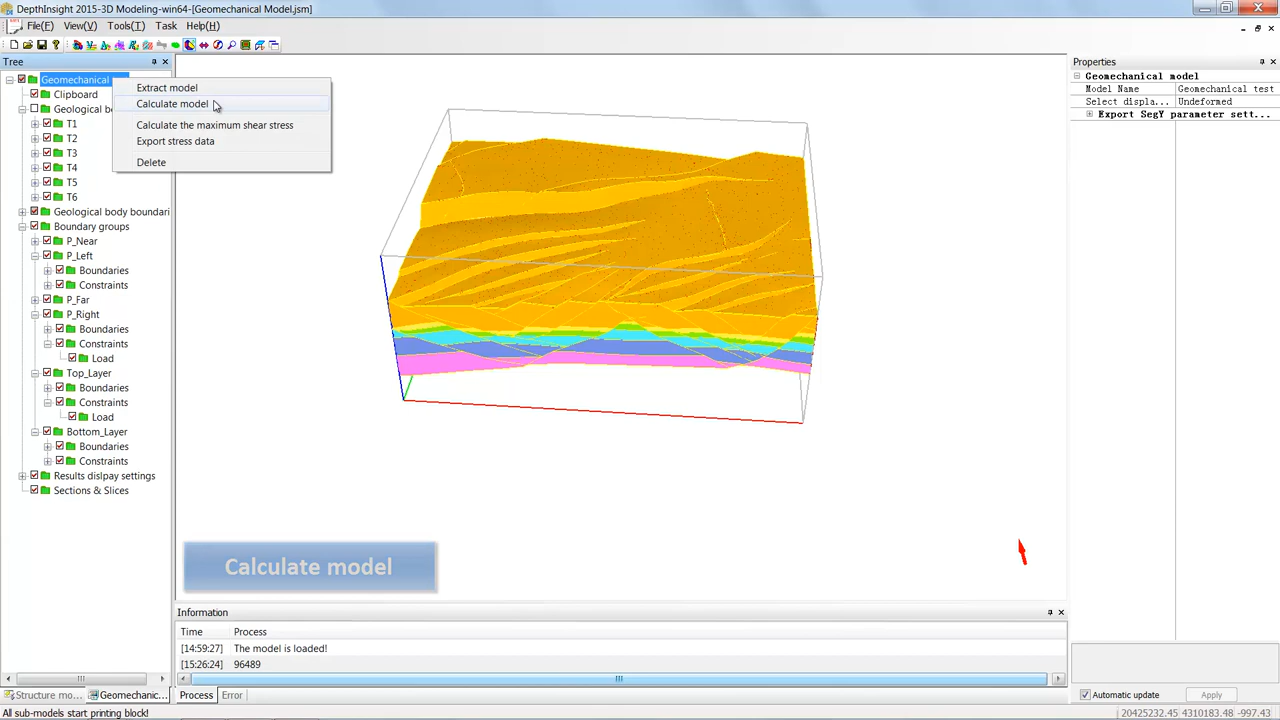 DepthInsight 2015-3D Modeling-win64-[Geomechanical Model.jsm]
File(F) View(V) Tools(T) Task Help(H)
Tree
Geomechanical
Clipboard
Geological b
T1
T2
T3
T4
T5
T6
Geological body boundari
Boundary groups
P_Near
P_Left
Boundaries
Constraints
P_Far
P_Right
Boundaries
Constraints
Load
Top_Layer
Boundaries
Constraints
Load
Bottom_Layer
Boundaries
Constraints
Results dislpay settings
Sections & Slices
Structure mo... Geomechanic...
Extract model
Calculate model
Calculate the maximum shear stress
Export stress data
Delete
Calculate model
Information
Time Process
[14:59:27] The model is loaded!
[15:26:24] 96489
Process Error
Properties
Geomechanical model
Model Name Geomechanical test
Select displa... Undeformed
Export SegY parameter sett...
Automatic update Apply
All sub-models start printing block!
20425232.45 4310183.48 -997.43